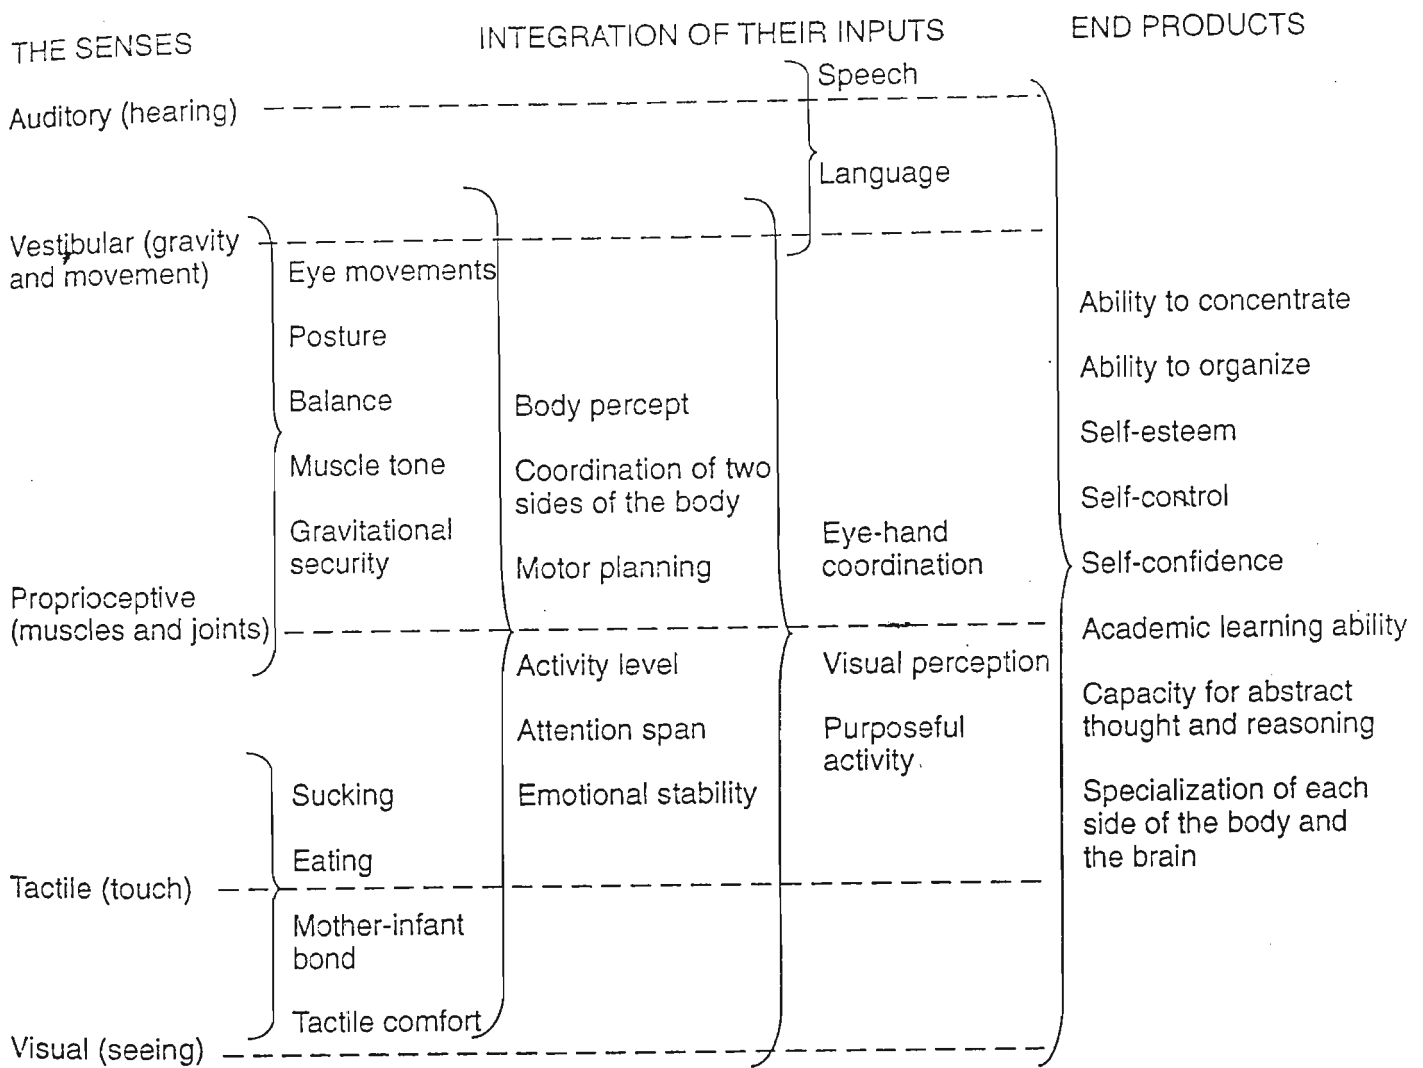 THE SENSES
INTEGRATION OF THEIR INPUTS
END PRODUCTS
Auditory (hearing)
Vestibular (gravity
and movement)
Proprioceptive
(muscles and joints)
Tactile (touch)
Visual (seeing)
Eye movements
Posture
Balance
Muscle tone
Gravitational
security
Sucking
Eating
Mother-infant
bond
Tactile comfort
Body percept
Coordination of two
sides of the body
Motor planning
Activity level
Attention span
Emotional stability
Speech
Language
Eye-hand
coordination
Visual perception
Purposeful
activity
Ability to concentrate
Ability to organize
Self-esteem
Self-control
Self-confidence
Academic learning ability
Capacity for abstract
thought and reasoning
Specialization of each
side of the body and
the brain